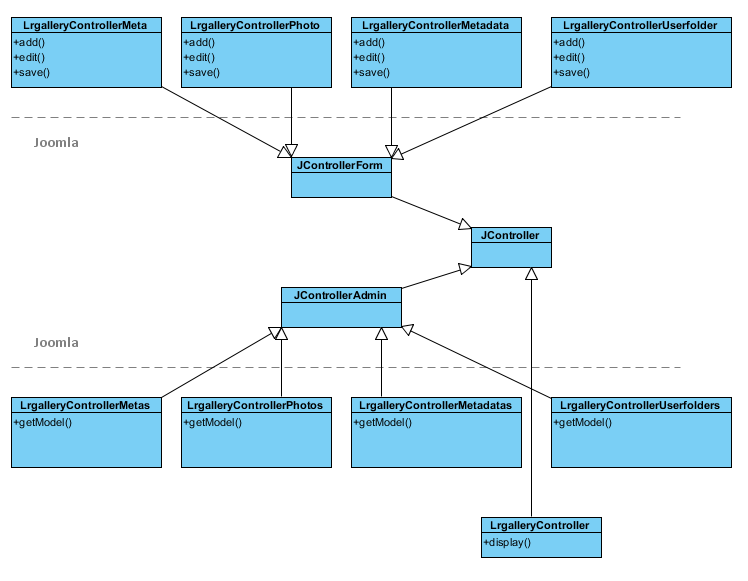 LrgalleryControllerMeta
+add()
+edit()
+save()
LrgalleryControllerPhoto
+add()
+edit()
+save()
LrgalleryControllerMetadata
+add()
+edit()
+save()
LrgalleryControllerUserfolder
+add()
+edit()
+save()
Joomla
JControllerForm
JController
JControllerAdmin
Joomla
LrgalleryControllerMetas
+getModel()
LrgalleryControllerPhotos
+getModel()
LrgalleryControllerMetadatas
+getModel()
LrgalleryControllerUserfolders
+getModel()
LrgalleryController
+display()